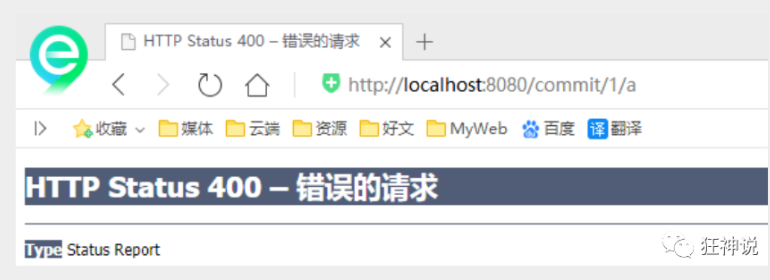 HTTP Status 400 – 错误的请求
http://localhost:8080/commit/1/a
收藏 媒体 云端 资源 好文 MyWeb 百度 译 翻译
HTTP Status 400 – 错误的请求
Type Status Report
狂神说